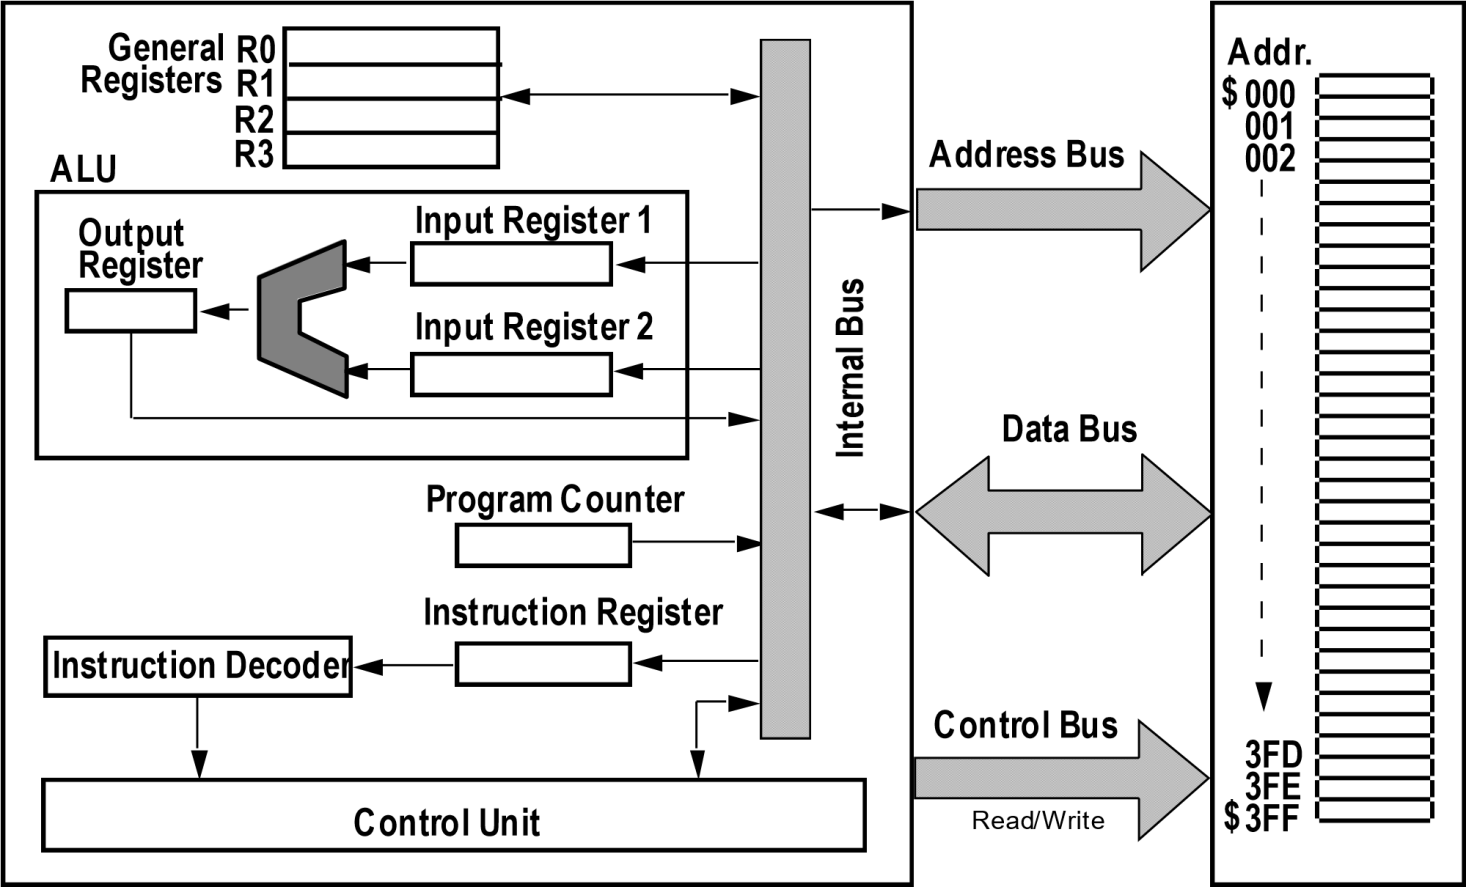 General
Registers
R0
R1
R2
R3
ALU
Output
Register
Input Register 1
Input Register 2
Program Counter
Instruction Register
Instruction Decoder
Control Unit
Internal Bus
Address Bus
Data Bus
Control Bus
Read/Write
Addr.
$ 000
001
002
3FD
3FE
$ 3FF